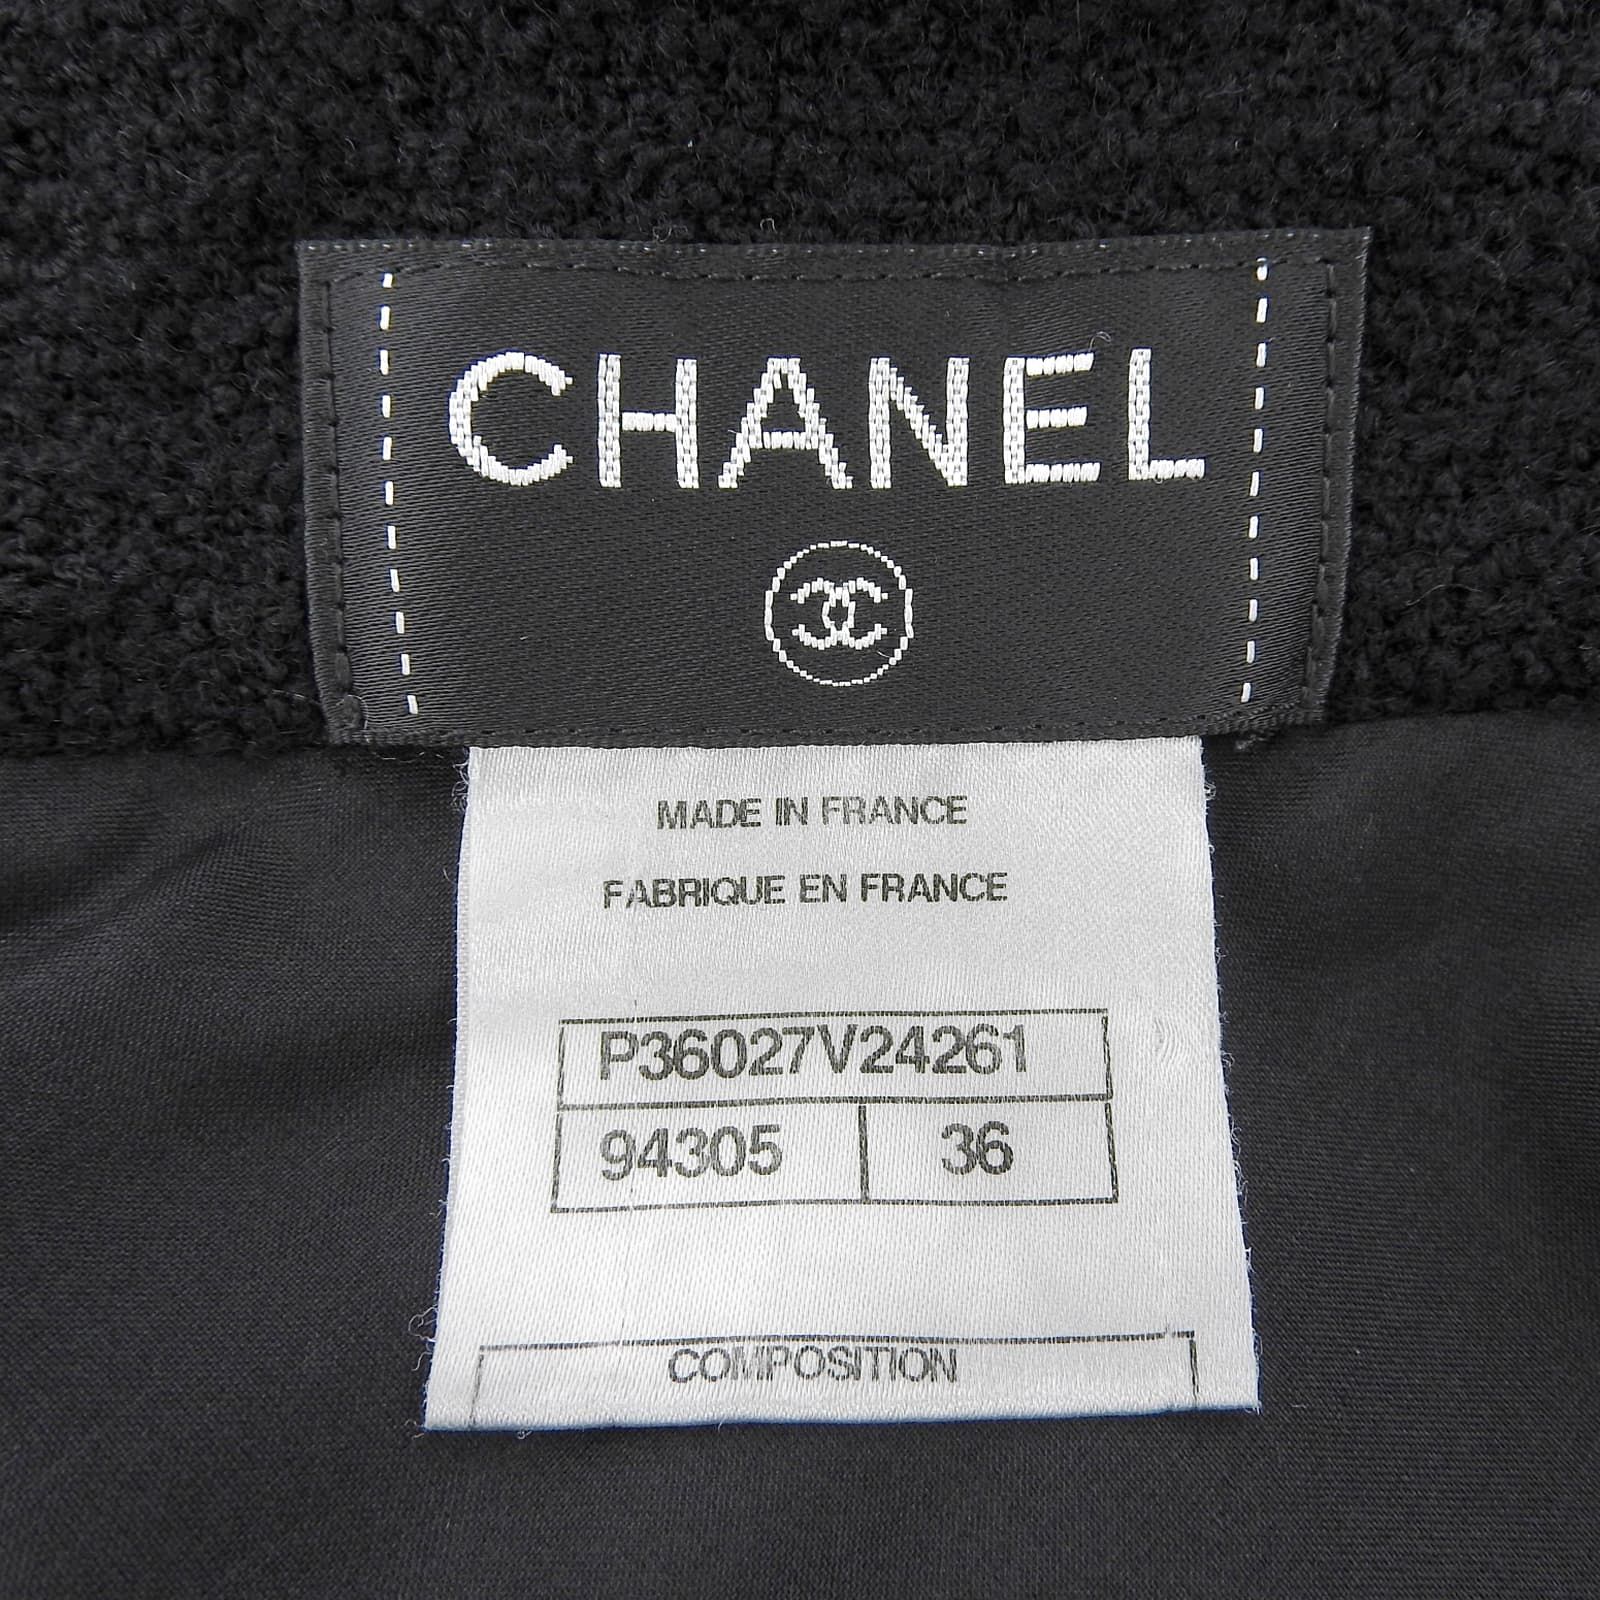 CHANEL
MADE IN FRANCE
FABRIQUE EN FRANCE
P36027V24261
94305 36
COMPOSITION